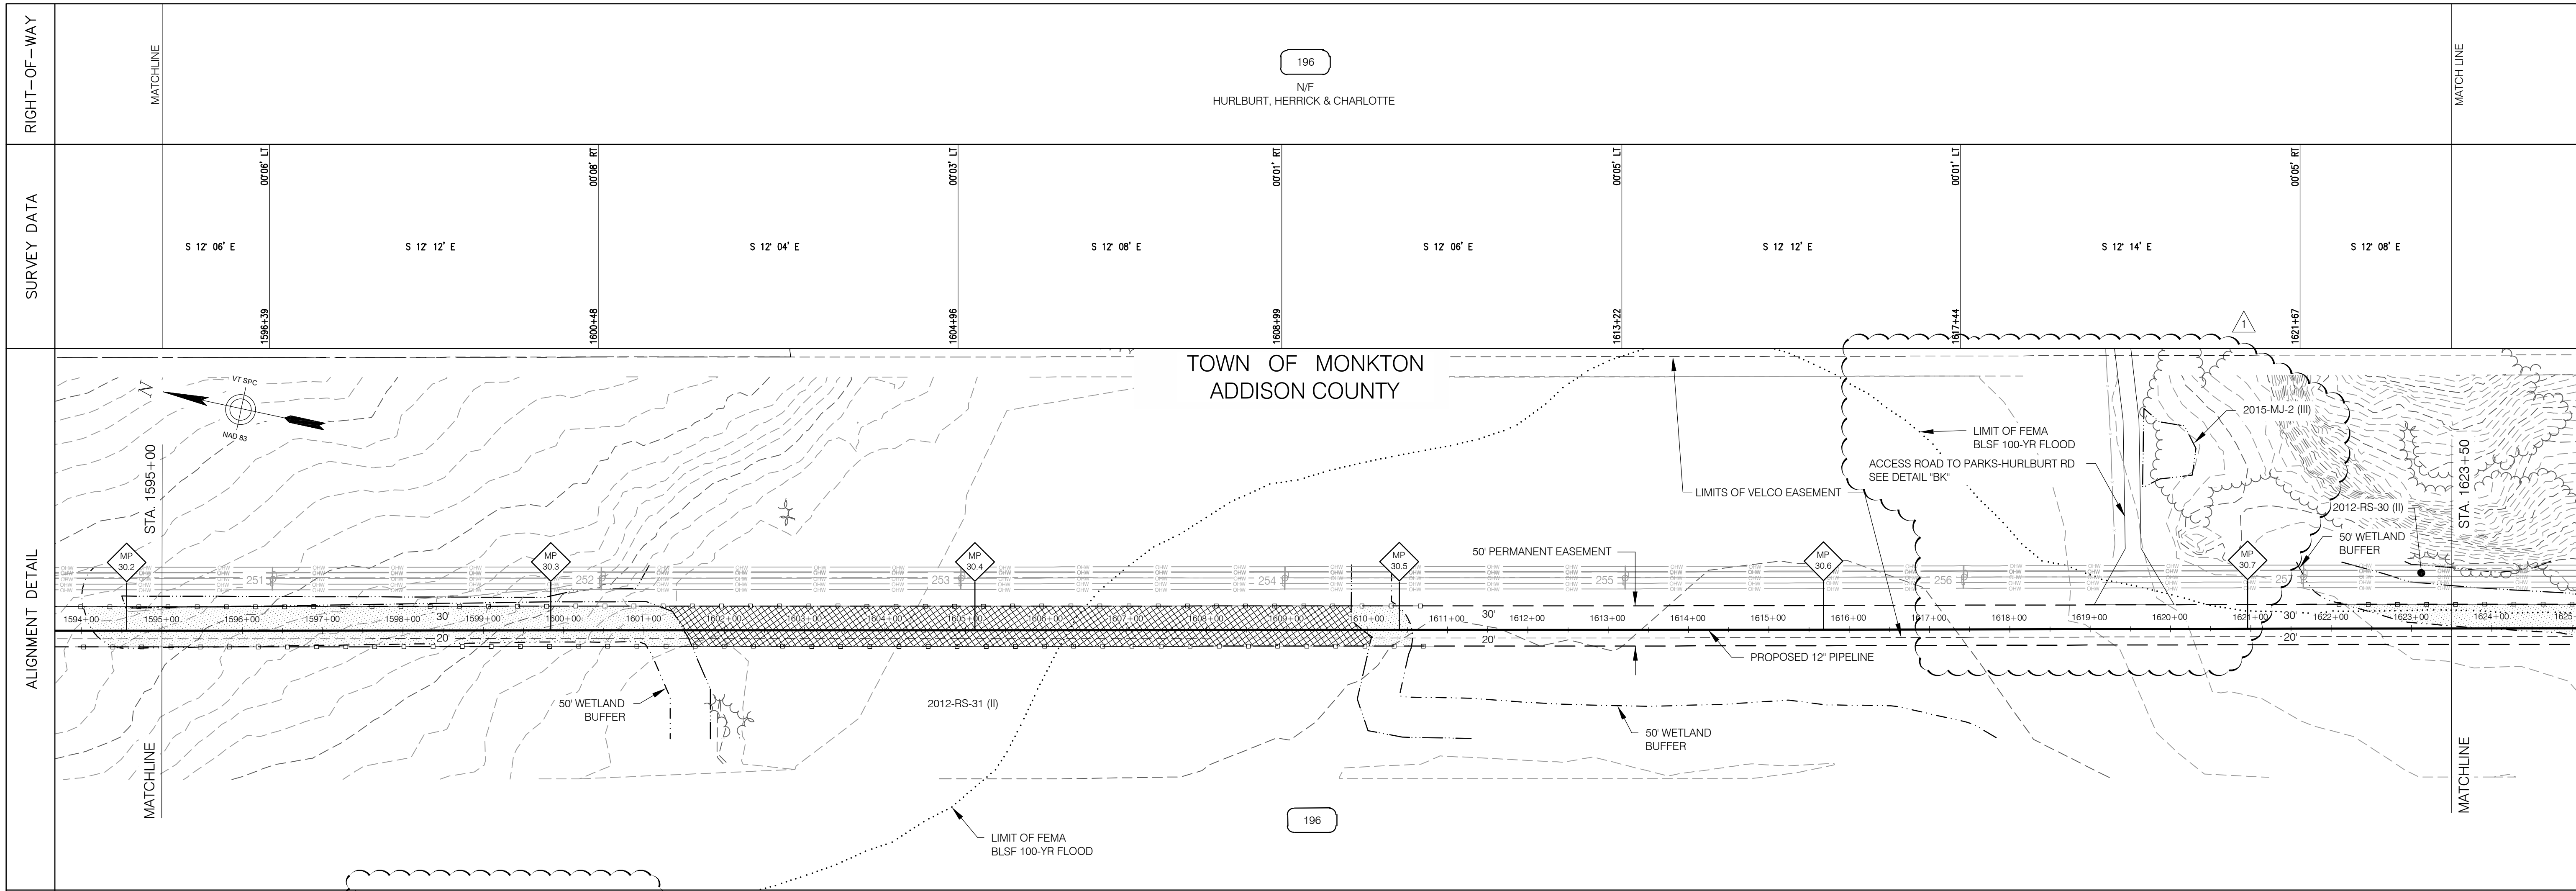 RIGHT-OF-WAY
MATCHLINE
196
N/F
HURLBURT, HERRICK & CHARLOTTE
MATCH LINE
SURVEY DATA
00°06' LT
00°08' RT
00°03' LT
00°01' RT
00°05' LT
00°01' LT
00°05' RT
S 12° 06' E
S 12° 12' E
S 12° 04' E
S 12° 08' E
S 12° 06' E
S 12° 12' E
S 12° 14' E
S 12° 08' E
1596+39
1600+48
1604+96
1608+99
1613+22
1617+44
1621+67
1
ALIGNMENT DETAIL
TOWN OF MONKTON
ADDISON COUNTY
N
VT SPC
NAD 83
STA. 1595+00
2015-MJ-2 (III)
LIMIT OF FEMA
BLSF 100-YR FLOOD
ACCESS ROAD TO PARKS-HURLBURT RD
SEE DETAIL "BK"
LIMITS OF VELCO EASEMENT
STA. 1623+50
2012-RS-30 (II)
50' WETLAND
BUFFER
50' PERMANENT EASEMENT
MP
30.2
MP
30.3
MP
30.4
MP
30.5
MP
30.6
MP
30.7
OHW
251
252
253
254
255
256
257
1594+00
1595+00
1596+00
1597+00
1598+00
1599+00
1600+00
1601+00
1602+00
1603+00
1604+00
1605+00
1606+00
1607+00
1608+00
1609+00
1610+00
1611+00
1612+00
1613+00
1614+00
1615+00
1616+00
1617+00
1618+00
1619+00
1620+00
1621+00
1622+00
1623+00
1624+00
1625+
30'
20'
30'
20'
30'
20'
PROPOSED 12" PIPELINE
50' WETLAND
BUFFER
2012-RS-31 (II)
50' WETLAND
BUFFER
MATCHLINE
MATCHLINE
196
LIMIT OF FEMA
BLSF 100-YR FLOOD